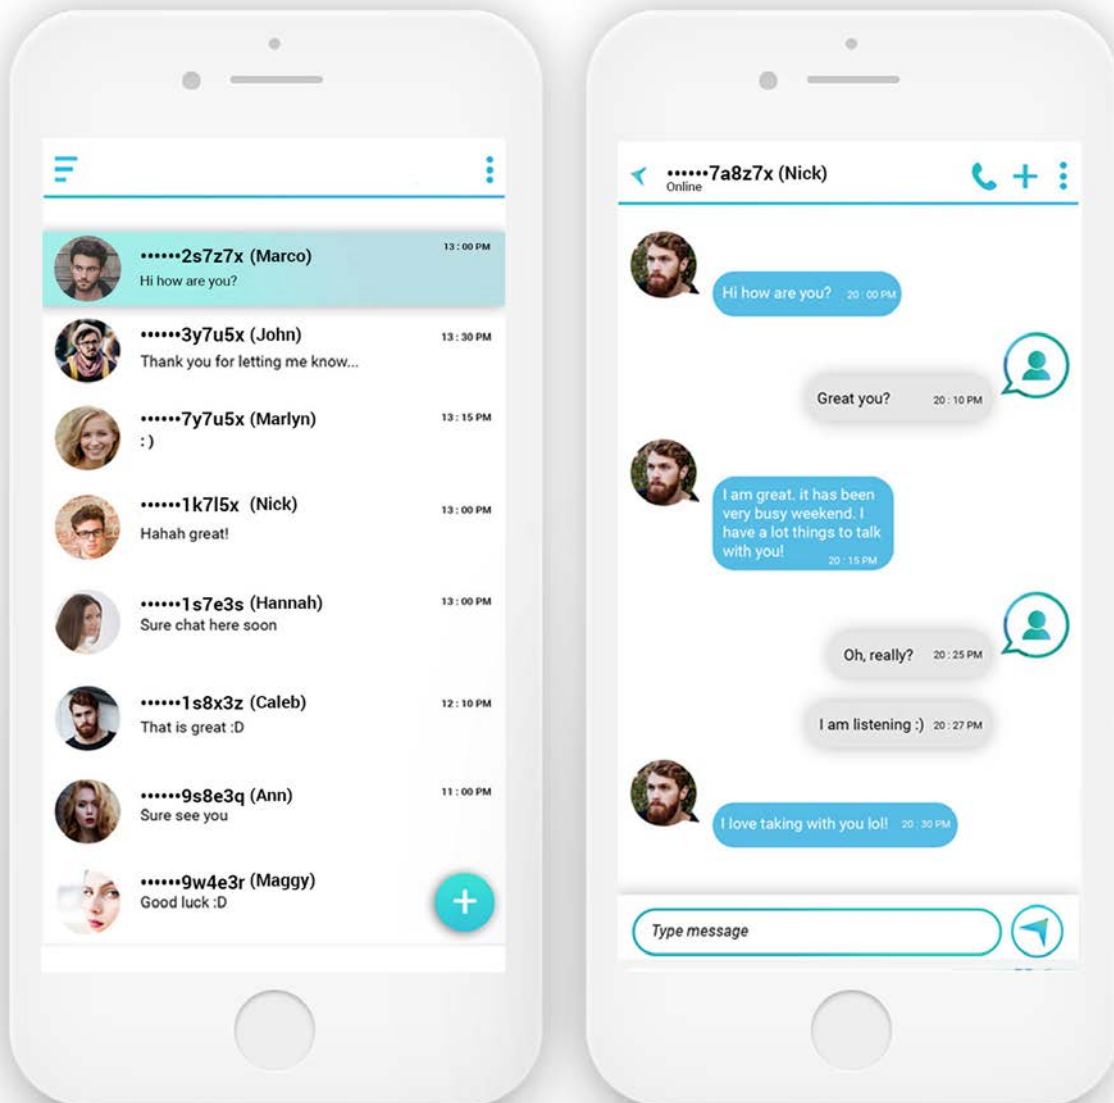 ••••••2s7z7x (Marco)
13 : 00 PM
Hi how are you?
••••••3y7u5x (John)
13 : 30 PM
Thank you for letting me know...
••••••7y7u5x (Marlyn)
13 : 15 PM
: )
••••••1k7l5x (Nick)
13 : 00 PM
Hahah great!
••••••1s7e3s (Hannah)
13 : 00 PM
Sure chat here soon
••••••1s8x3z (Caleb)
12 : 10 PM
That is great :D
••••••9s8e3q (Ann)
11 : 00 PM
Sure see you
••••••9w4e3r (Maggy)
Good luck :D
••••••7a8z7x (Nick)
Online
Hi how are you? 20 : 00 PM
Great you? 20 : 10 PM
I am great. it has been
very busy weekend. I
have a lot things to talk
with you!
20 : 15 PM
Oh, really? 20 : 25 PM
I am listening :) 20 : 27 PM
I love taking with you lol! 20 : 30 PM
Type message